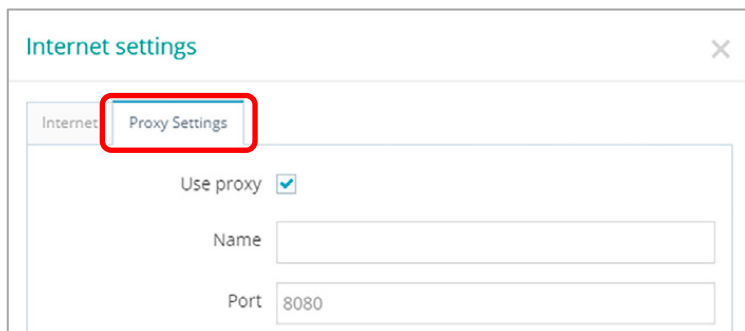 Internet settings
Internet Proxy Settings
Use proxy
Name
Port 8080